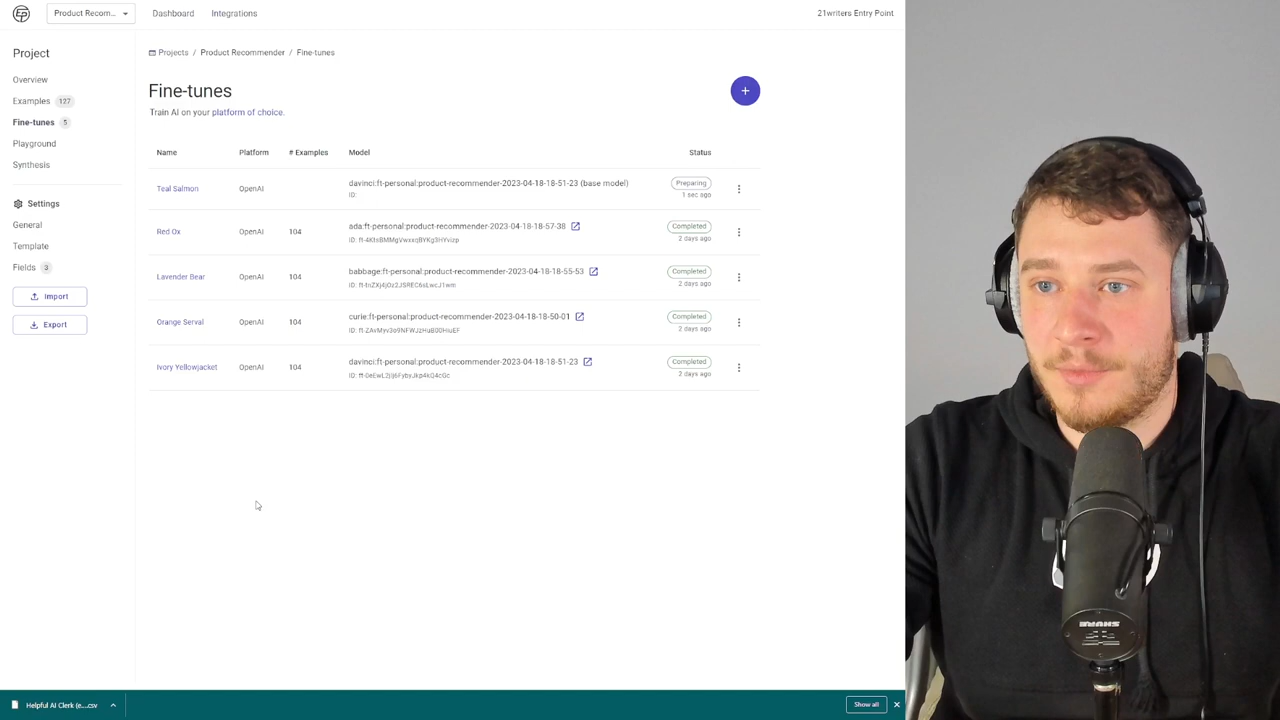 EP
Product Recom...
Dashboard
Integrations
21writers Entry Point
Project
Overview
Examples 127
Fine-tunes 5
Playground
Synthesis
Settings
General
Template
Fields 3
Import
Export
Projects / Product Recommender / Fine-tunes
Fine-tunes
+
Train AI on your platform of choice.
Name Platform # Examples Model Status
Teal Salmon OpenAI davinci:ft-personal:product-recommender-2023-04-18-18-51-23 (base model) Preparing
ID: 1 sec ago
Red Ox OpenAI 104 ada:ft-personal:product-recommender-2023-04-18-18-57-38 Completed
2 days ago
Lavender Bear OpenAI 104 babbage:ft-personal:product-recommender-2023-04-18-18-55-53 Completed
2 days ago
Orange Serval OpenAI 104 curie:ft-personal:product-recommender-2023-04-18-18-50-01 Completed
2 days ago
Ivory Yellowjacket OpenAI 104 davinci:ft-personal:product-recommender-2023-04-18-18-51-23 Completed
2 days ago
Helpful AI Clerk (e....csv
Show all
SHURE